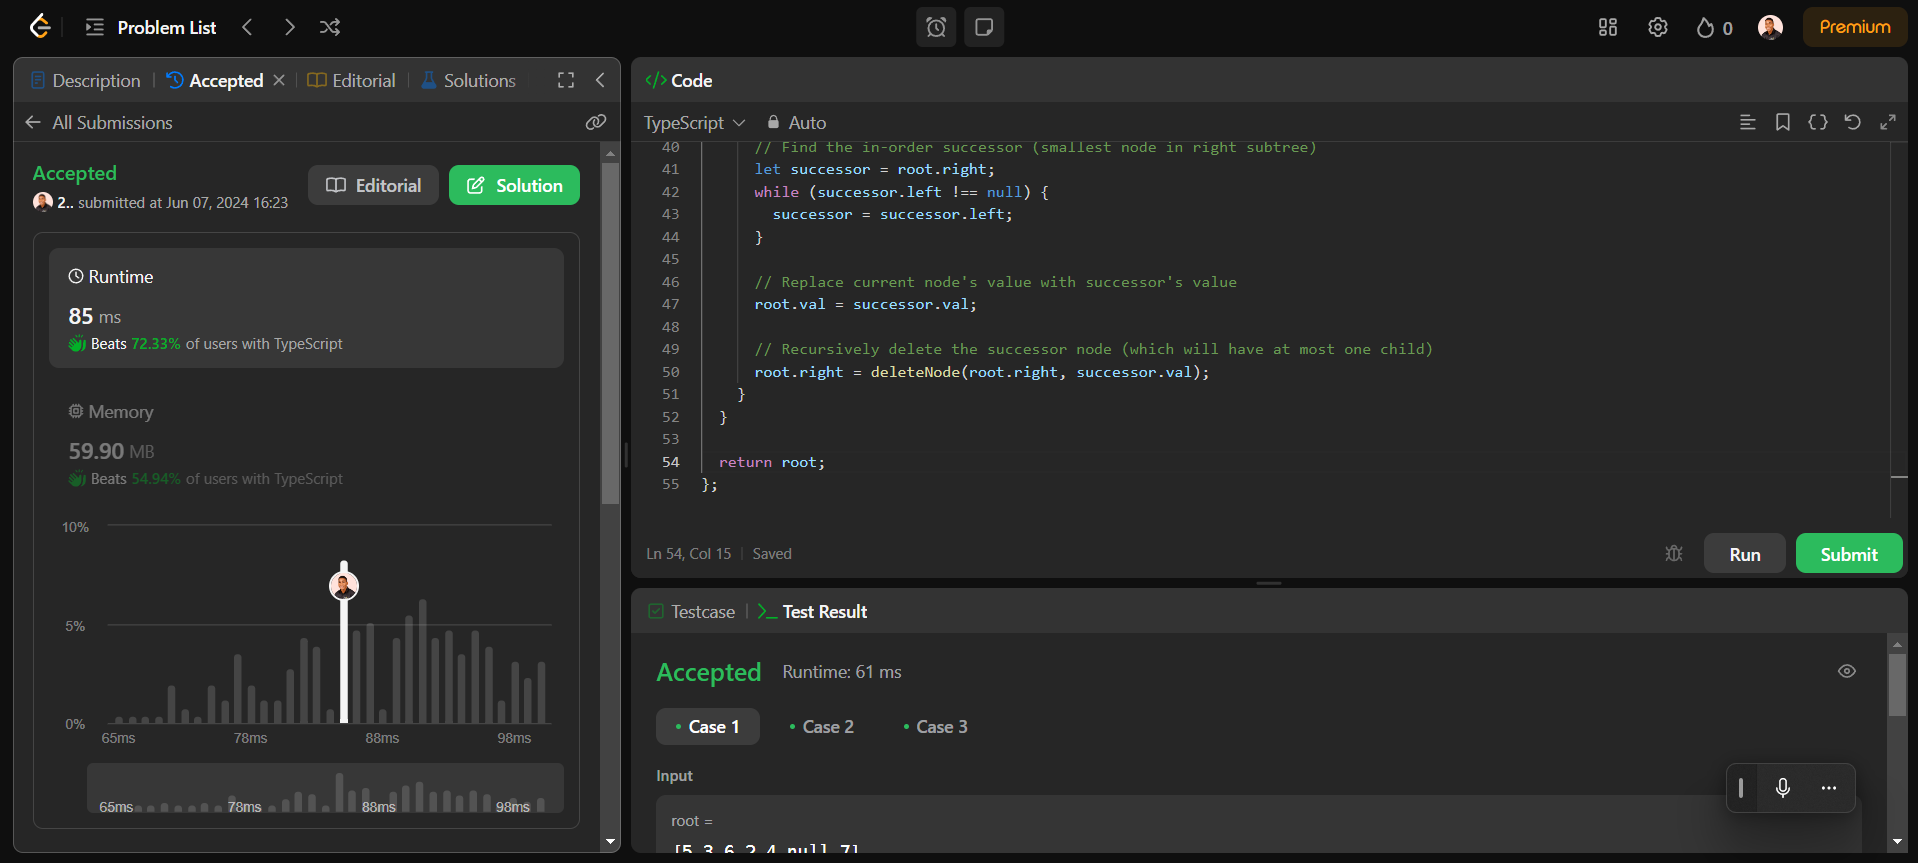 Problem List
0
Premium
Description
Accepted
Editorial
Solutions
All Submissions
Accepted
2.. submitted at Jun 07, 2024 16:23
Editorial
Solution
Runtime
85 ms
Beats 72.33% of users with TypeScript
Memory
59.90 MB
Beats 54.94% of users with TypeScript
10%
5%
0%
65ms 78ms 88ms 98ms
65ms 78ms 88ms 98ms
</> Code
TypeScript
Auto
40 // Find the in-order successor (smallest node in right subtree)
41 let successor = root.right;
42 while (successor.left !== null) {
43 successor = successor.left;
44 }
45
46 // Replace current node's value with successor's value
47 root.val = successor.val;
48
49 // Recursively delete the successor node (which will have at most one child)
50 root.right = deleteNode(root.right, successor.val);
51 }
52 }
53
54 return root;
55 };
Ln 54, Col 15
Saved
Run
Submit
Testcase
Test Result
Accepted
Runtime: 61 ms
Case 1
Case 2
Case 3
Input
root =
[5,3,6,2,4,null,7]